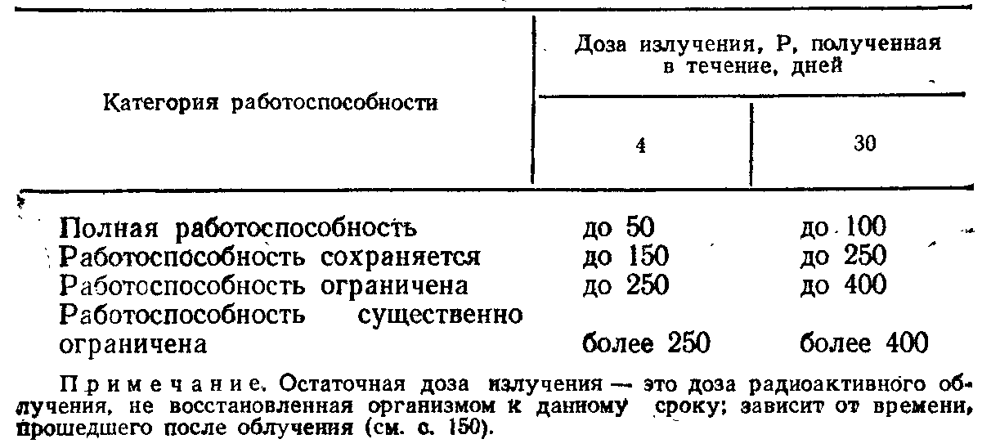 Категория работоспособности
Доза излучения, Р, полученная
в течение, дней
4 30
Полная работоспособность до 50 до 100
Работоспособность сохраняется до 150 до 250
Работоспособность ограничена до 250 до 400
Работоспособность существенно
ограничена более 250 более 400
Примечание. Остаточная доза излучения — это доза радиоактивного об-
лучения, не восстановленная организмом к данному сроку; зависит от времени,
прошедшего после облучения (см. с. 150).